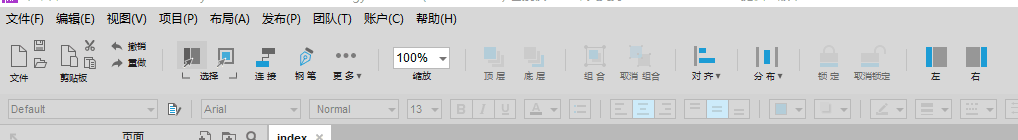 文件(F) 编辑(E) 视图(V) 项目(P) 布局(A) 发布(P) 团队(T) 账户(C) 帮助(H)
撤销
重做
100%
文件 剪贴板 选择 连接 钢笔 更多 缩放 顶层 底层 组合 取消 组合 对齐 分布 锁定 取消锁定 左 右
Default Arial Normal 13 B I U A
页面 index